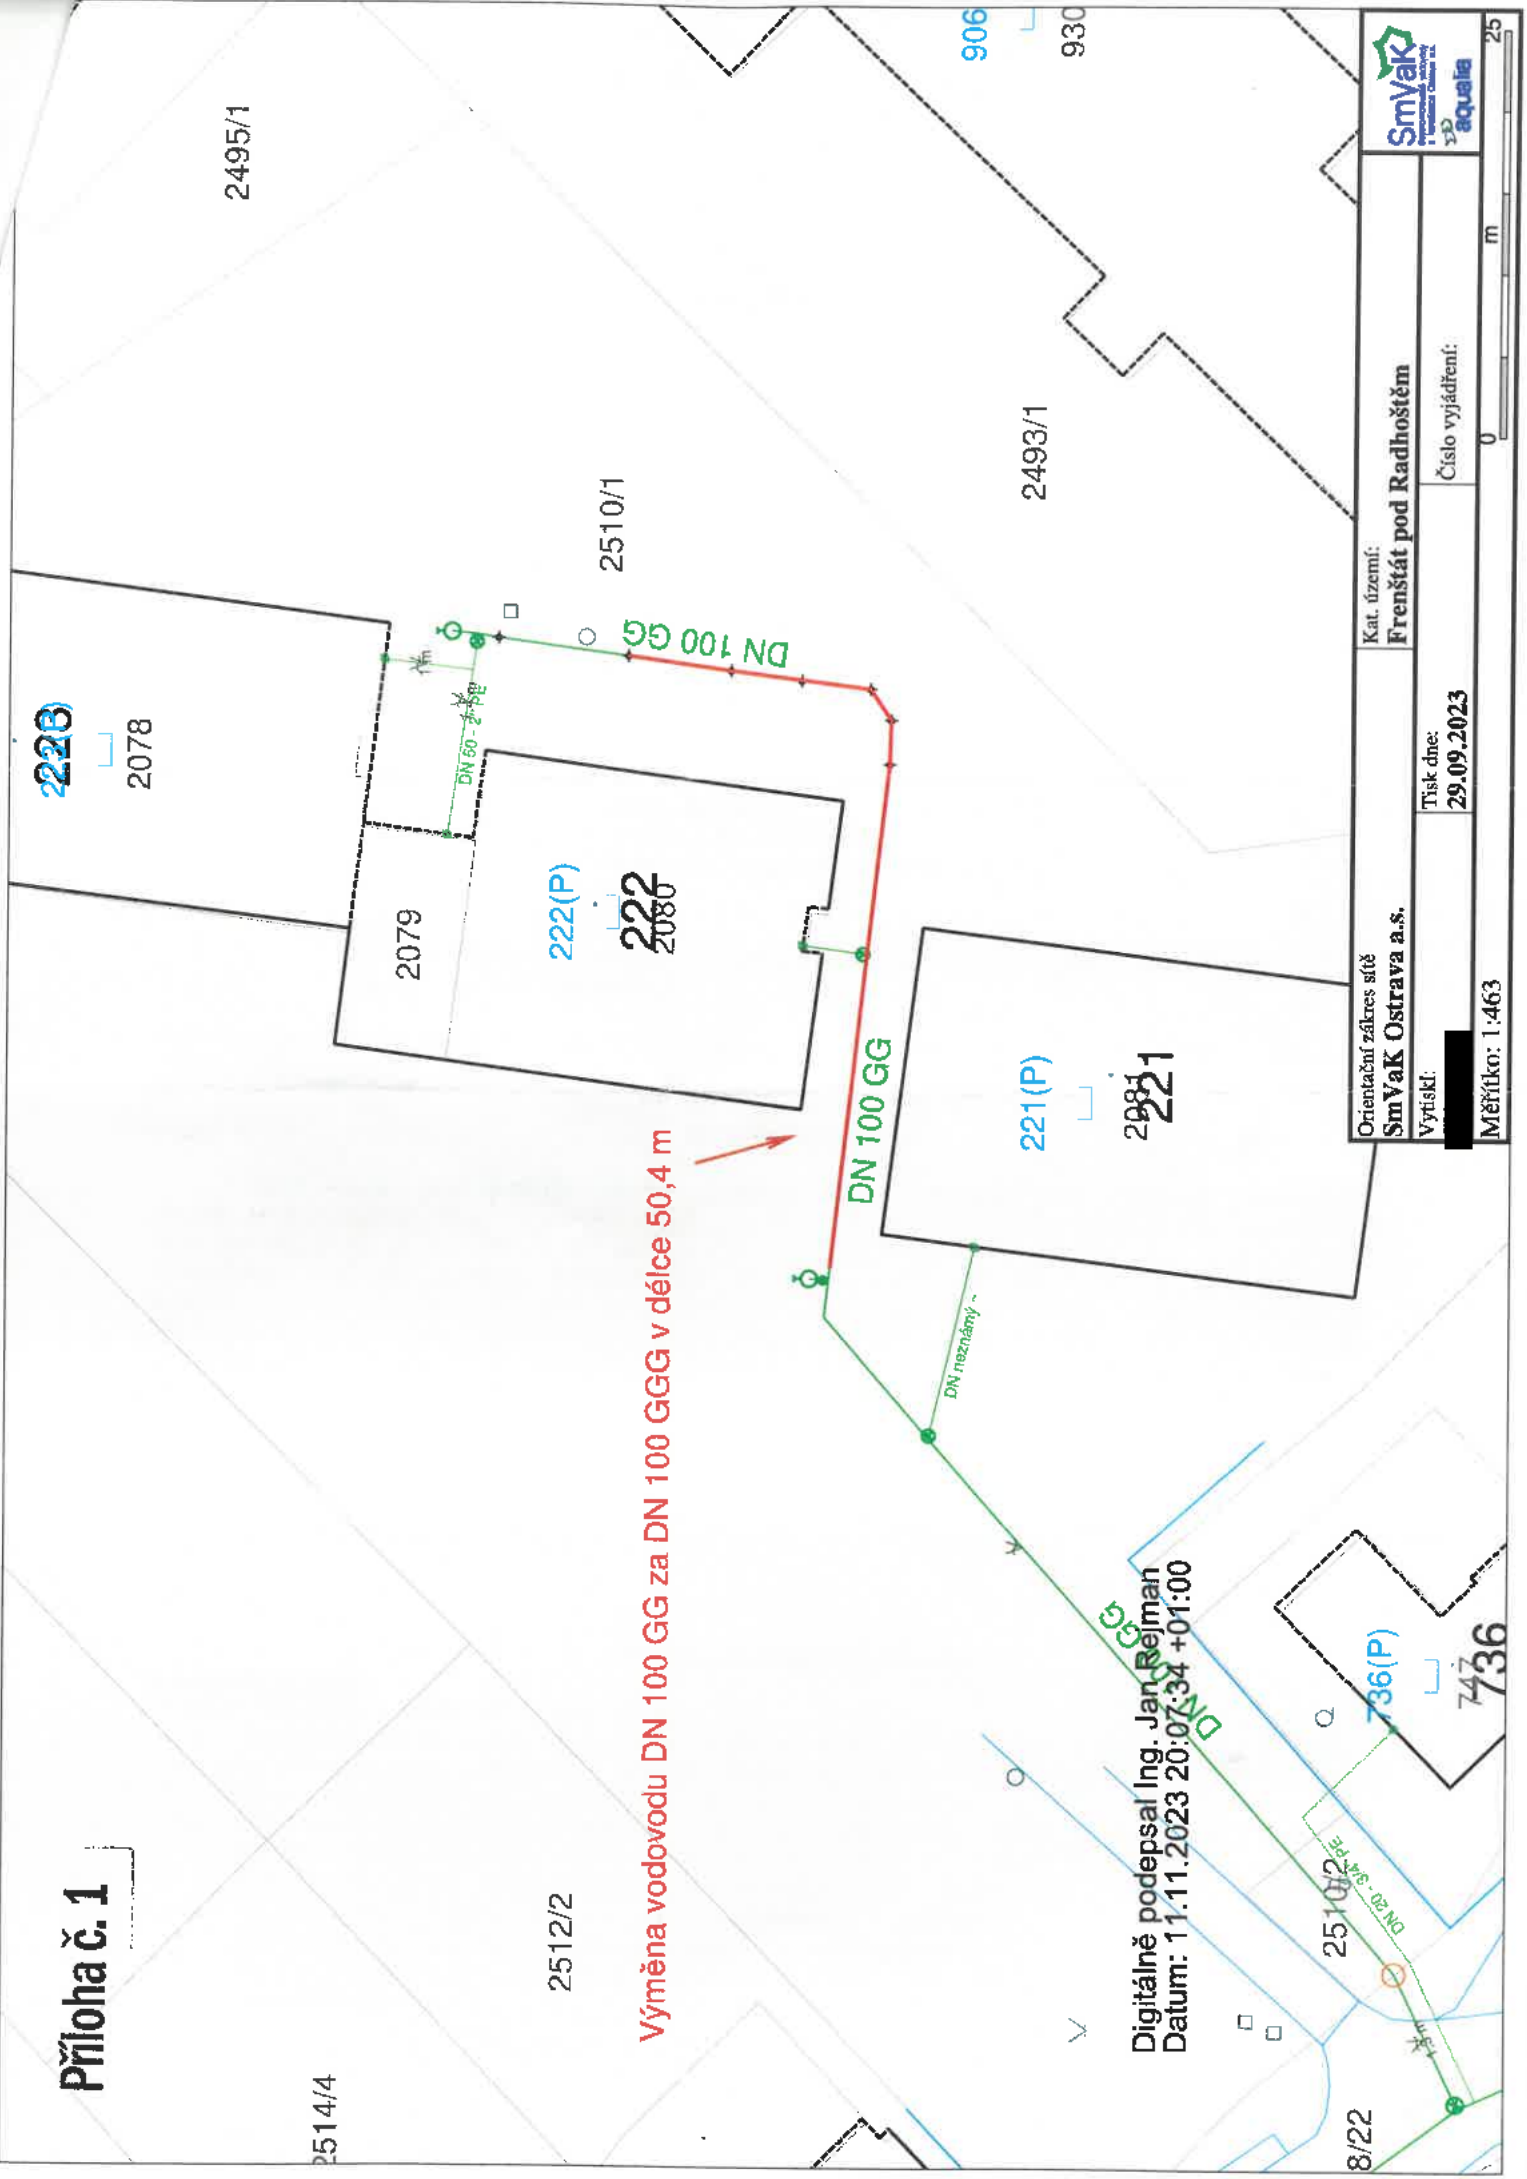 Příloha č. 1
2514/4
2512/2
Výměna vodovodu DN 100 GG za DN 100 GGG v délce 50,4 m
223(P)
223
2078
2079
222(P)
222
2080
DN 50 - 2" PE
DN 100 GG
2510/1
2495/1
2493/1
906
930
DN 100 GG
221(P)
2081
221
DN neznámý ~
DN 100 GG
Digitálně podepsal Ing. Jan Rejman
Datum: 11.11.2023 20:07:34 +01:00
736(P)
747
736
2510/2
DN 20 - 3/4" PE
8/22
Orientační zákres sítě
SmVaK Ostrava a.s.
Kat. území:
Frenštát pod Radhoštěm
SmVaK
aqualia
Vytiskl:
Tisk dne:
29.09.2023
Číslo vyjádření:
Měřítko: 1:463
0 m 25